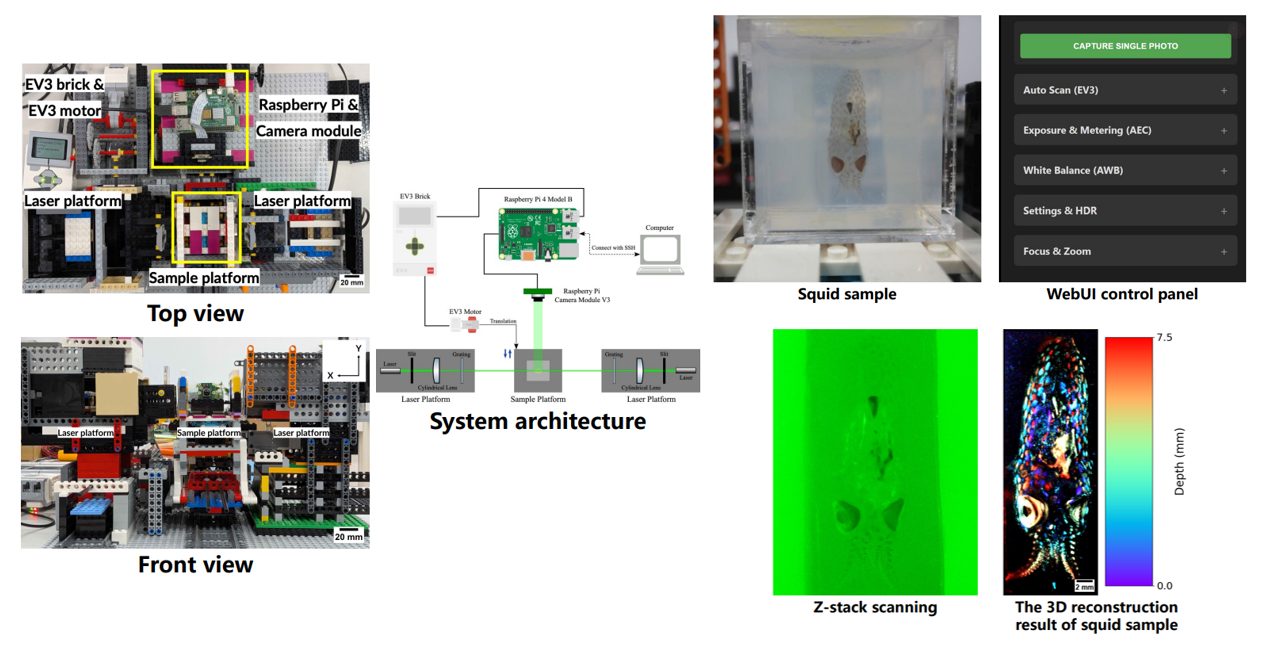 EV3 brick &
EV3 motor
Raspberry Pi &
Camera module
Laser platform
Laser platform
Sample platform
20 mm
Top view
Y
X
Laser platform
Sample platform
Laser platform
20 mm
Front view
EV3 Brick
Raspberry Pi 4 Model B
Computer
Connect with SSH
Raspberry Pi
Camera Module V3
EV3 Motor
Translation
Laser
Slit
Grating
Cylindrical Lens
Laser Platform
Sample Platform
Grating
Slit
Cylindrical Lens
Laser
Laser Platform
System architecture
Squid sample
CAPTURE SINGLE PHOTO
Auto Scan (EV3) +
Exposure & Metering (AEC) +
White Balance (AWB) +
Settings & HDR +
Focus & Zoom +
WebUI control panel
Z-stack scanning
7.5
Depth (mm)
0.0
2 mm
The 3D reconstruction
result of squid sample